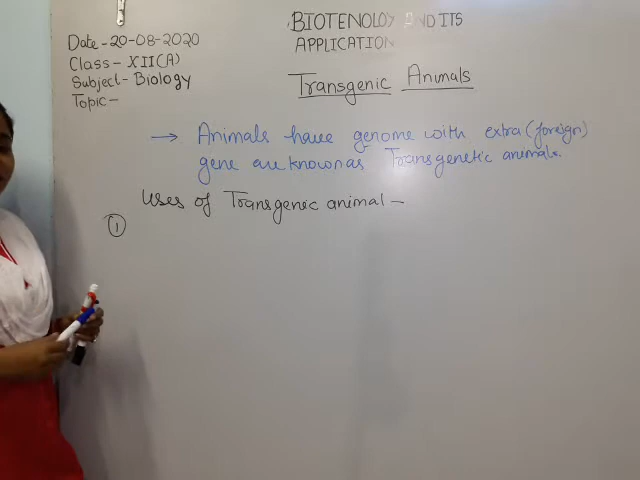 BIOTENOLOY AND ITS
APPLICATION
Date - 20-08-2020
Class - XII(A)
Subject - Biology
Topic -
Transgenic Animals
→ Animals have genome with extra (foreign)
gene are known as Transgenetic animals.
Uses of Transgenic animal -
①